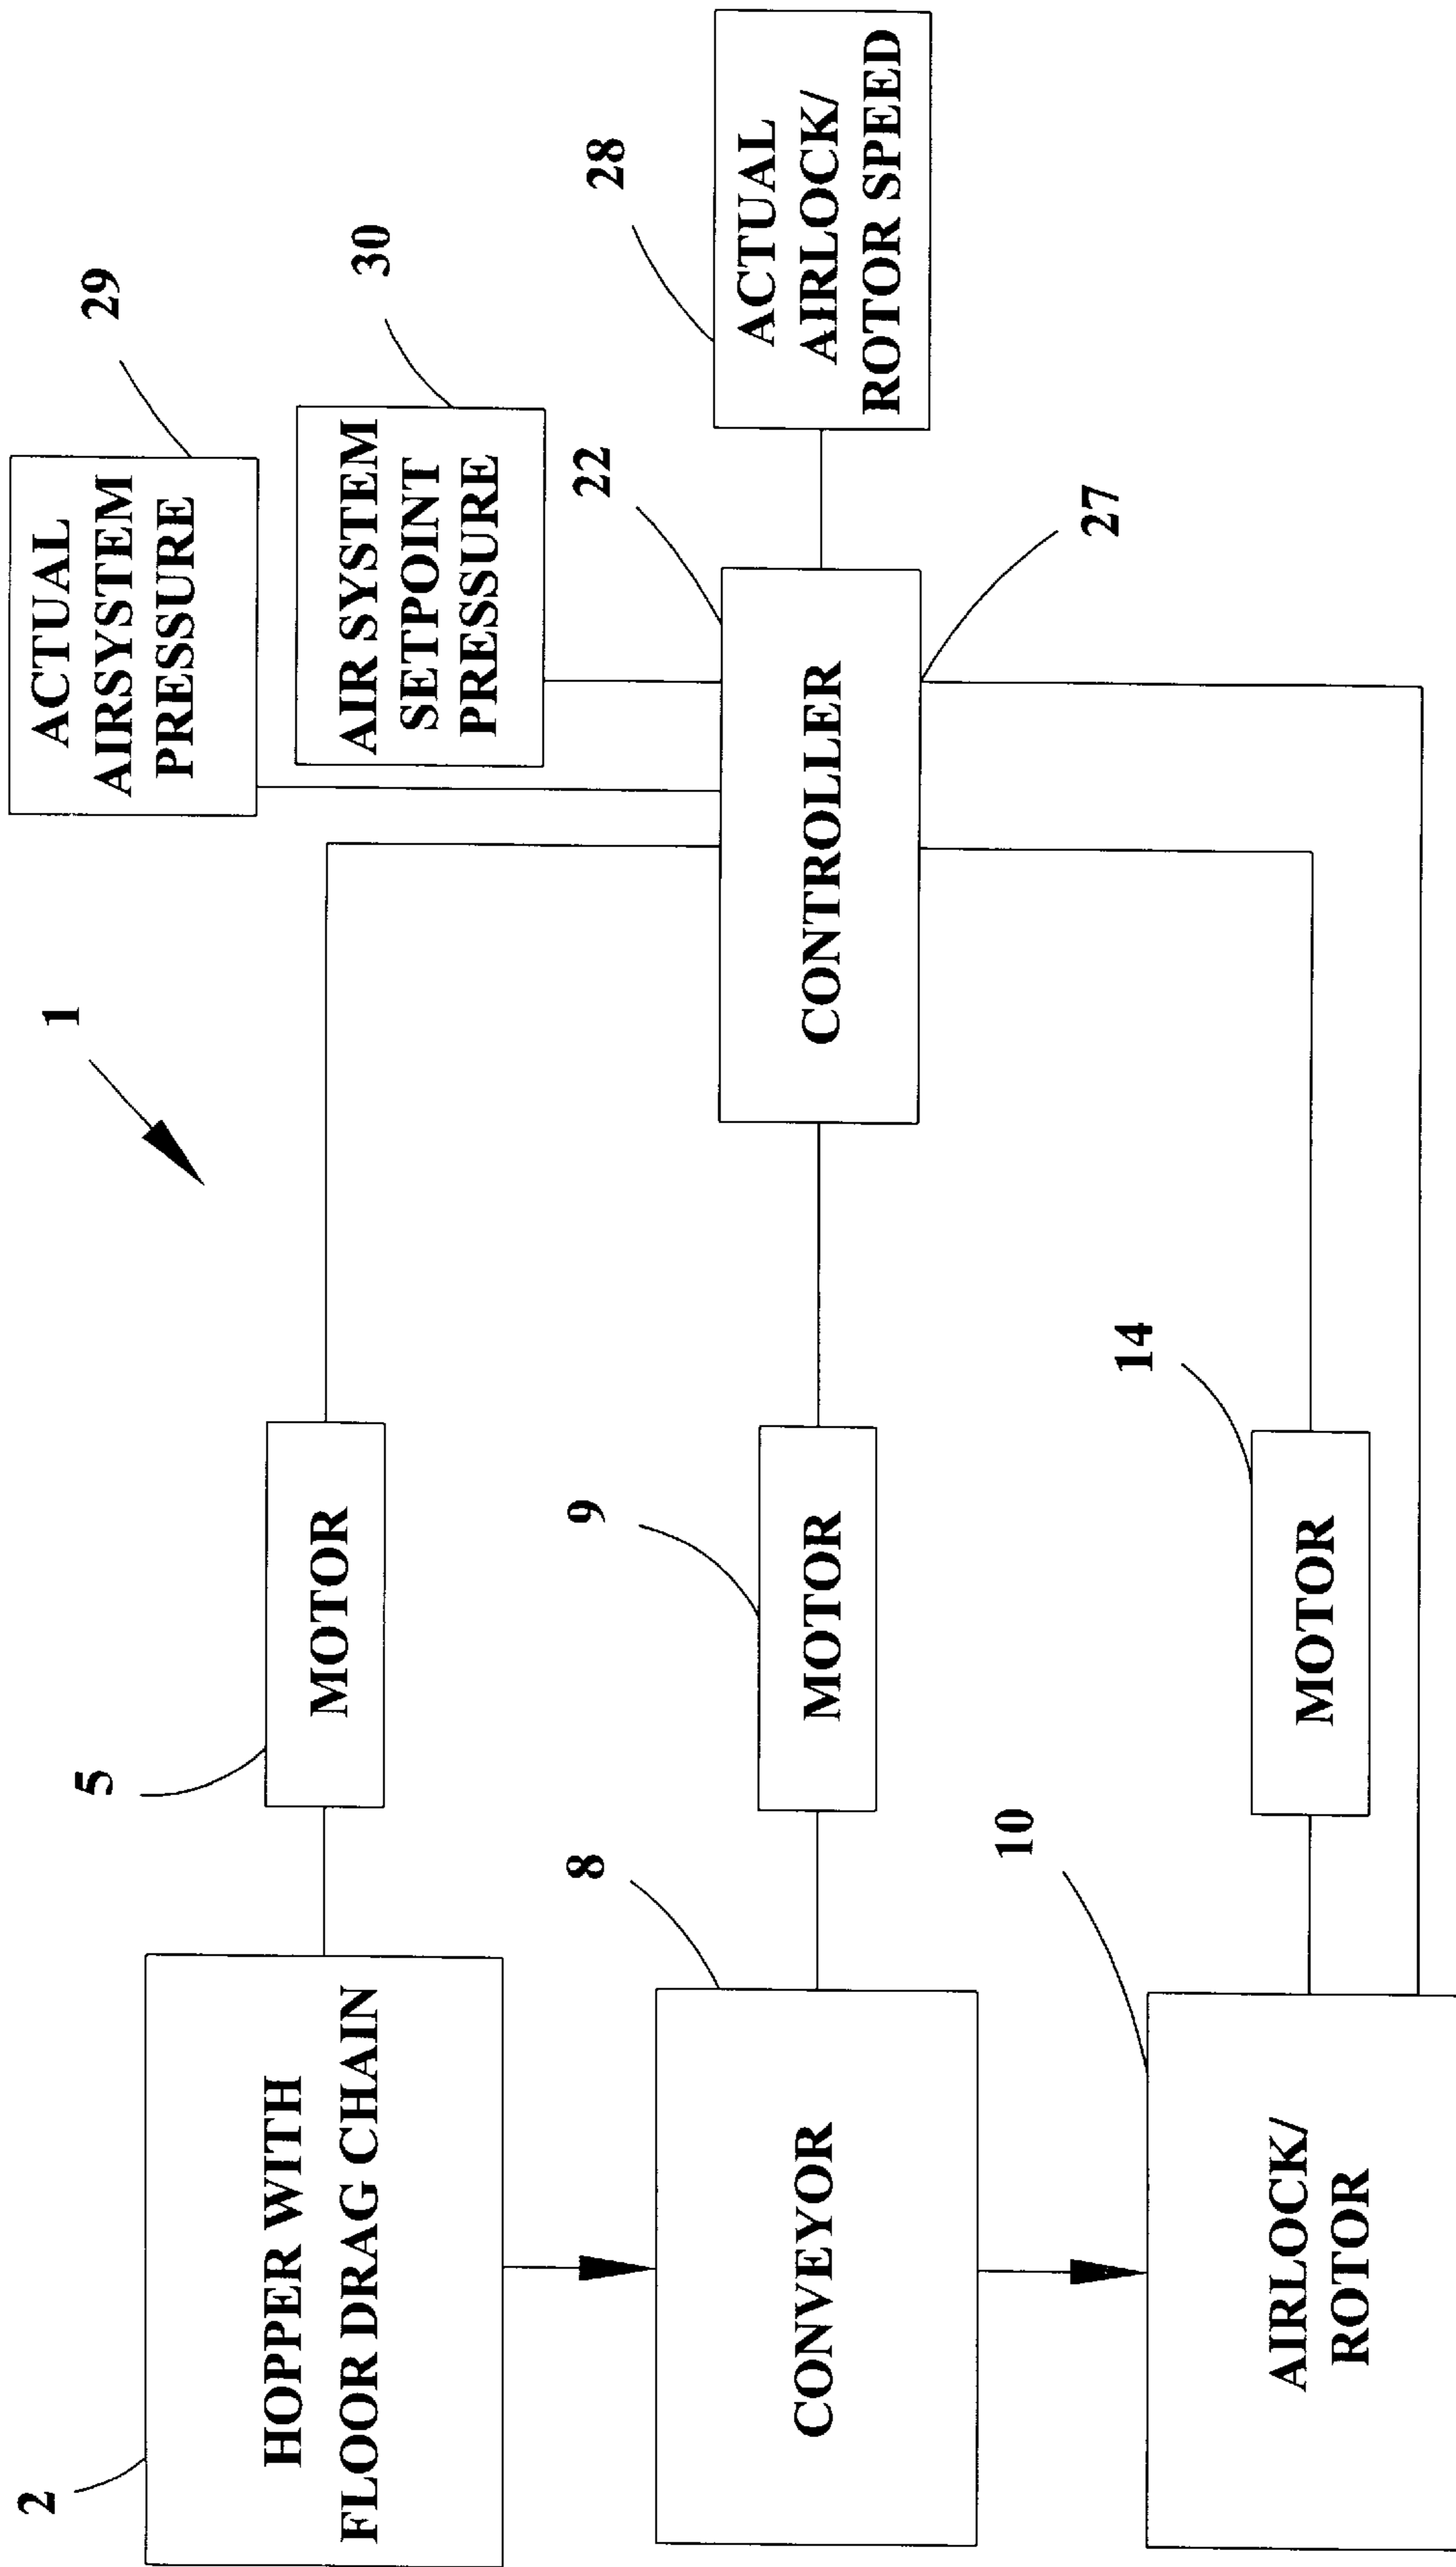 1
2
HOPPER WITH
FLOOR DRAG CHAIN
5
MOTOR
29
ACTUAL
AIRSYSTEM
PRESSURE
30
AIR SYSTEM
SETPOINT
PRESSURE
8
CONVEYOR
9
MOTOR
22
CONTROLLER
27
28
ACTUAL
AIRLOCK/
ROTOR SPEED
10
AIRLOCK/
ROTOR
14
MOTOR